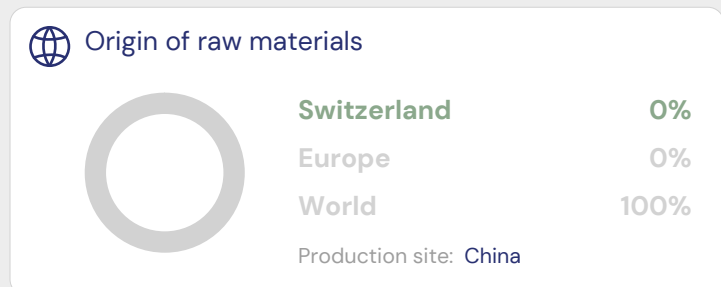 Origin of raw materials
Switzerland 0%
Europe 0%
World 100%
Production site: China